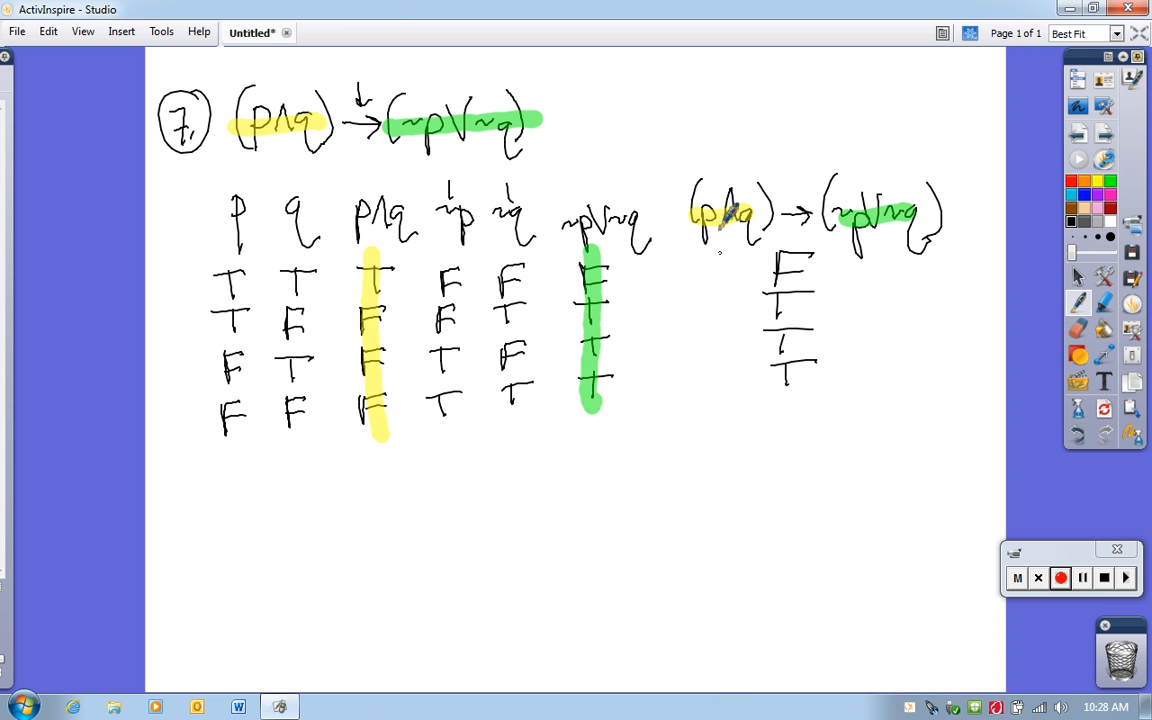 ActivInspire - Studio
File Edit View Insert Tools Help Untitled* Page 1 of 1 Best Fit
7. (p∧q) → (~p∨~q)
p q p∧q ~p ~q ~p∨~q (p∧q) → (~p∨~q)
T T T F F F F
T F F F T T T
F T F T F T T
F F F T T T T
M
10:28 AM